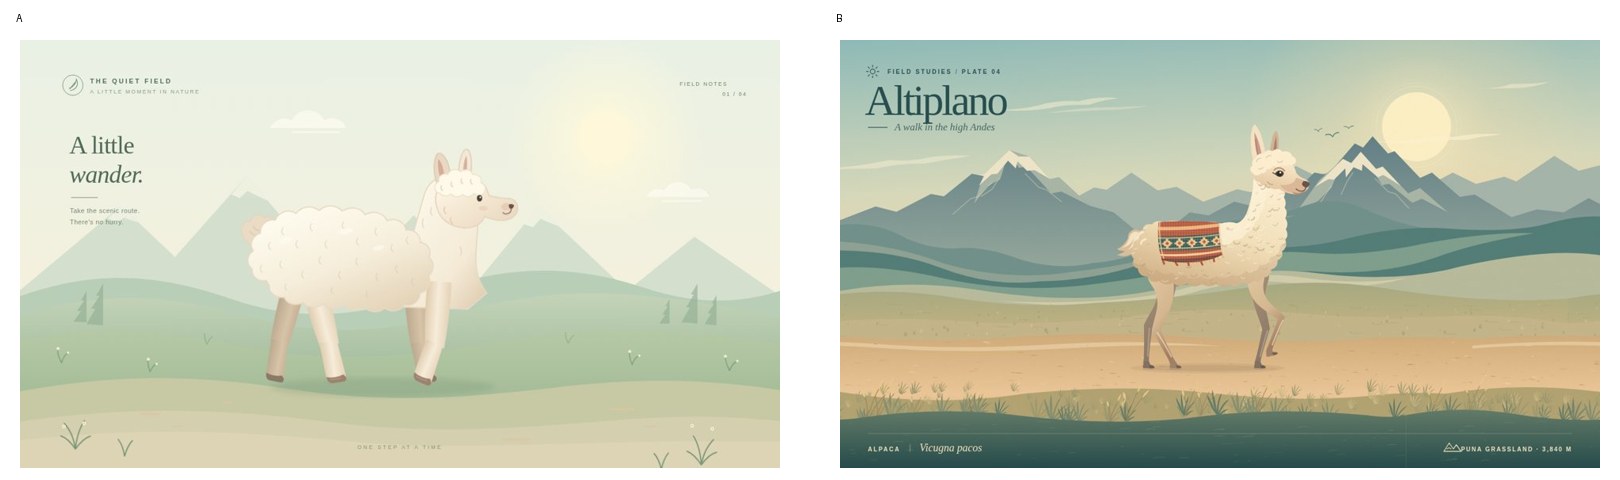 A
THE QUIET FIELD
A LITTLE MOMENT IN NATURE
FIELD NOTES
01 / 04
A little
wander.
Take the scenic route.
There's no hurry.
ONE STEP AT A TIME
B
FIELD STUDIES / PLATE 04
Altiplano
A walk in the high Andes
ALPACA
Vicugna pacos
PUNA GRASSLAND · 3,840 M